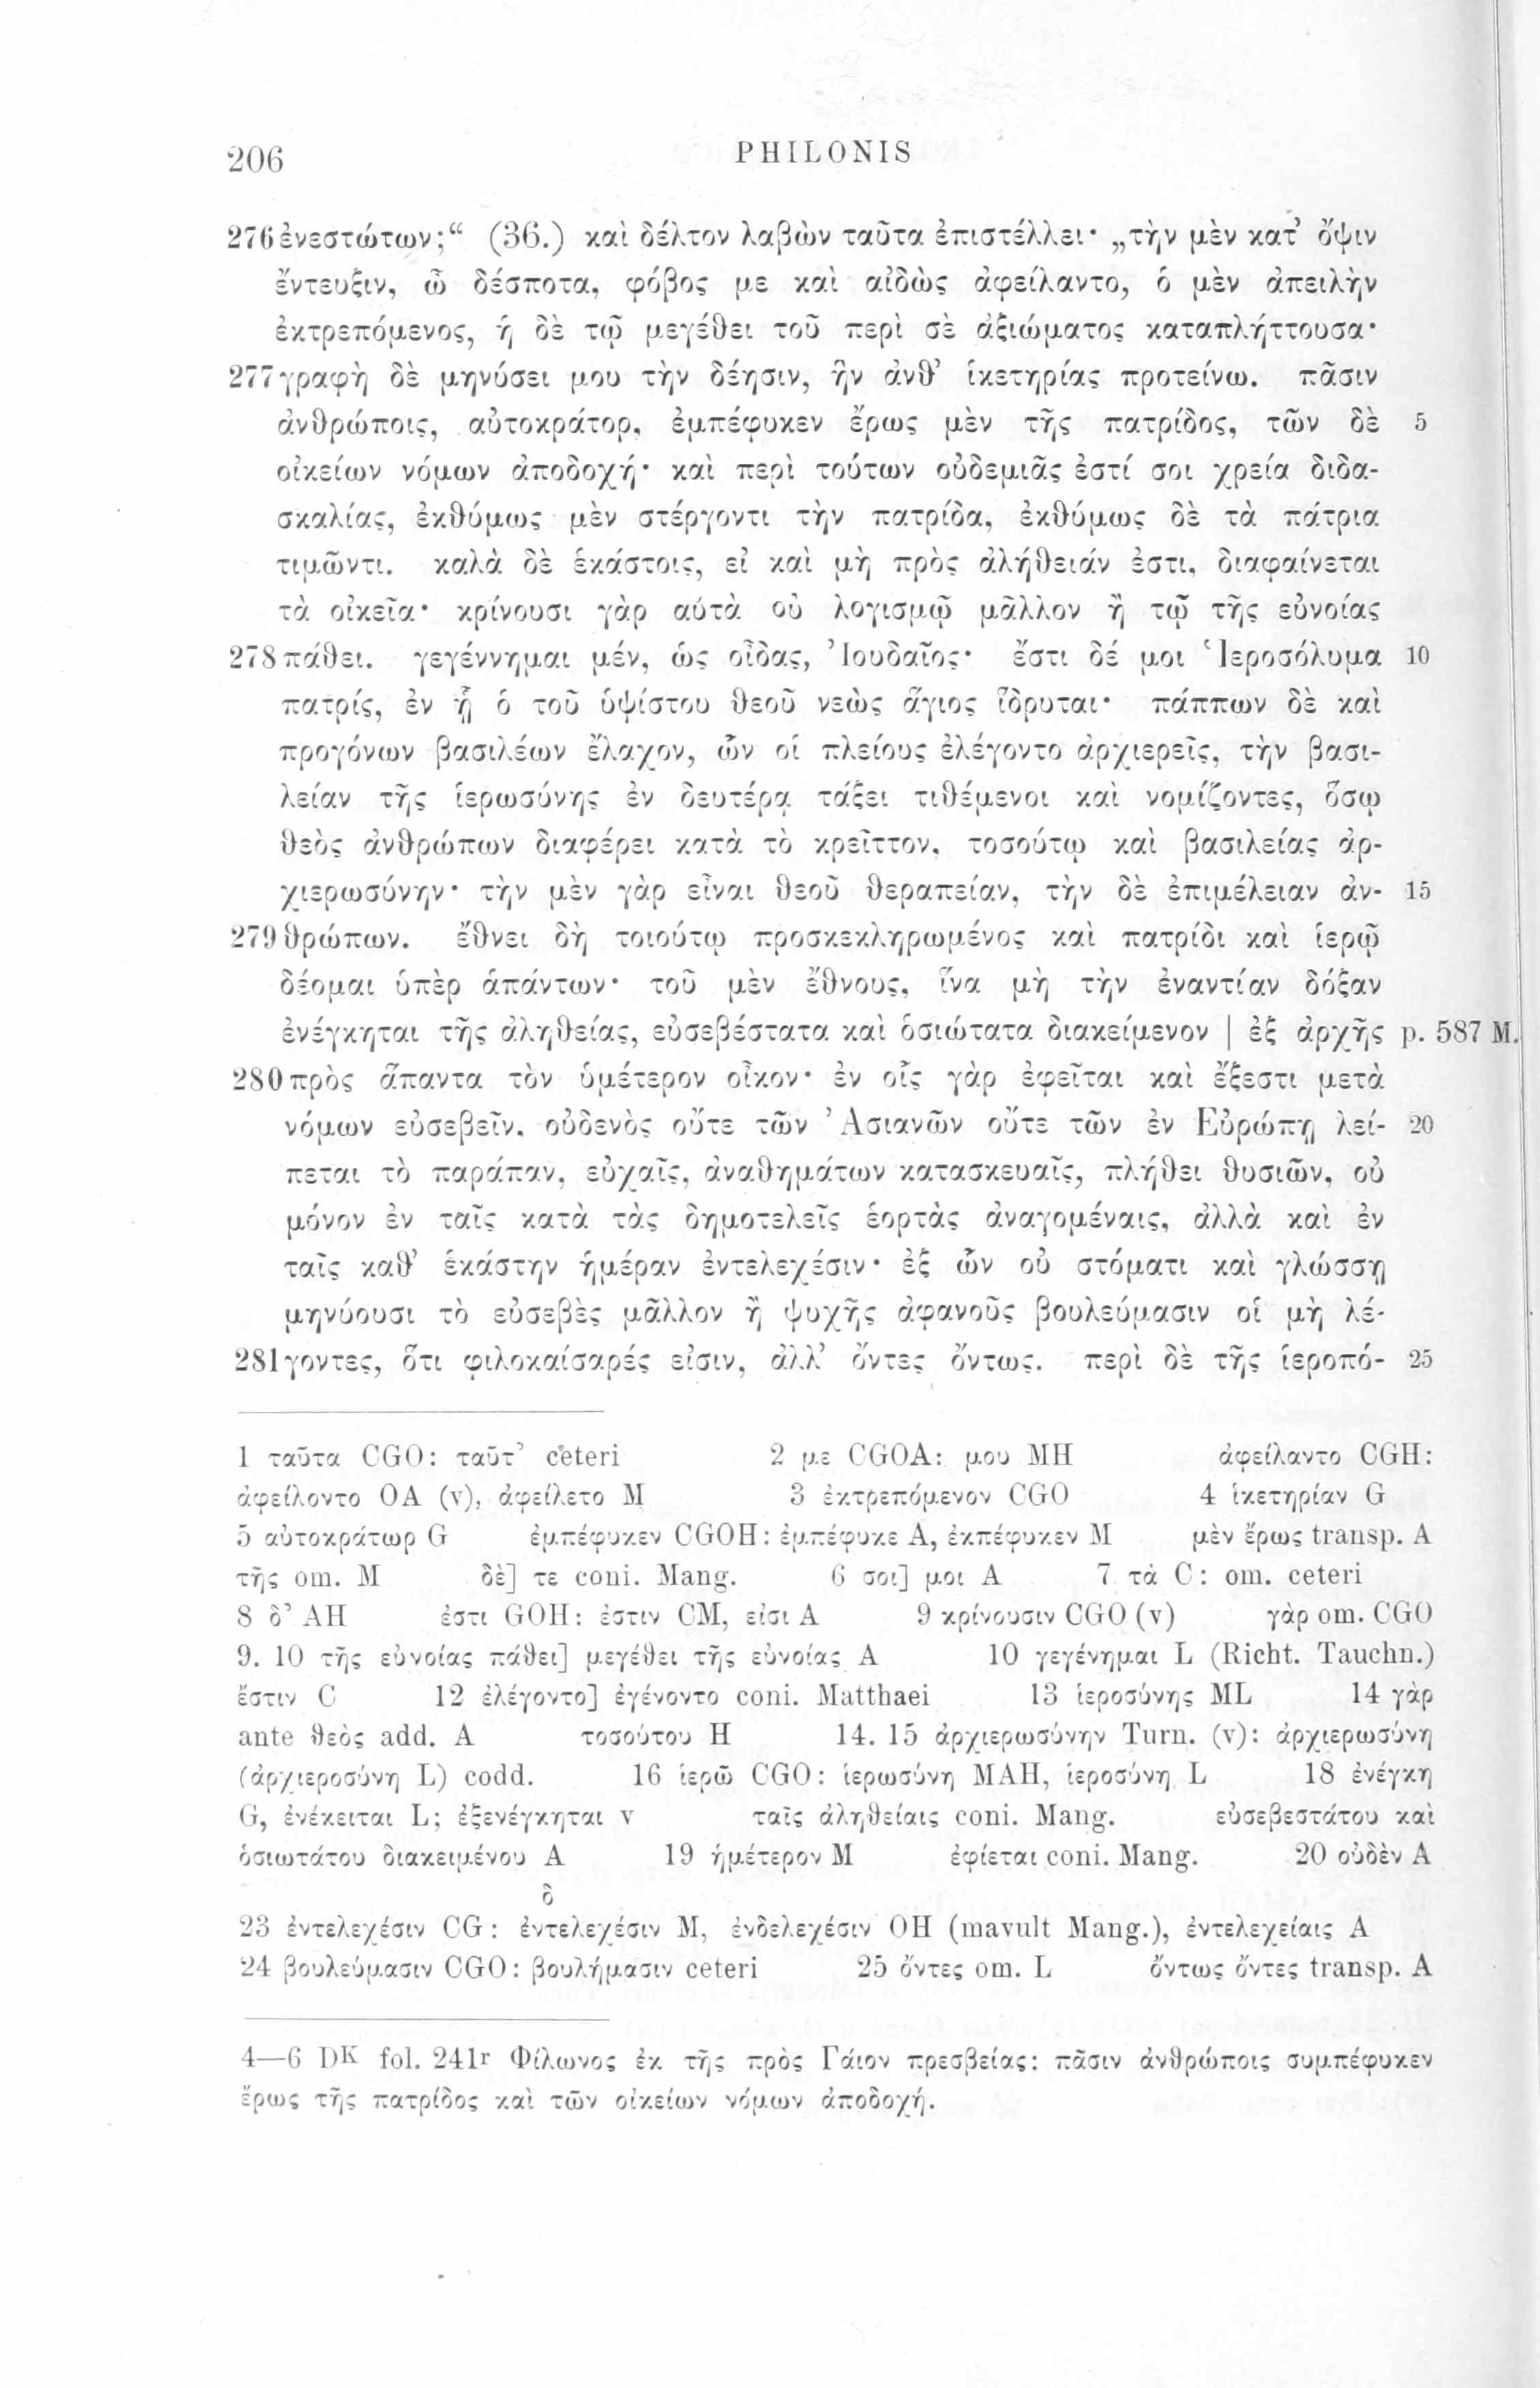 206 PHILONIS
276 ἐνεστώτων;“ (36.) καὶ δέλτον λαβὼν ταῦτα ἐπιστέλλει· „τὴν μὲν κατ’ ὄψιν
ἔντευξιν, ὦ δέσποτα, φόβος με καὶ αἰδὼς ἀφείλαντο, ὁ μὲν ἀπειλὴν
ἐκτρεπόμενος, ἡ δὲ τῷ μεγέθει τοῦ περὶ σὲ ἀξιώματος καταπλήττουσα·
277 γραφὴ δὲ μηνύσει μου τὴν δέησιν, ἣν ἀνθ’ ἱκετηρίας προτείνω. πᾶσιν
ἀνθρώποις, αὐτοκράτορ, ἐμπέφυκεν ἔρως μὲν τῆς πατρίδος, τῶν δὲ 5
οἰκείων νόμων ἀποδοχή· καὶ περὶ τούτων οὐδεμιᾶς ἐστί σοι χρεία διδα-
σκαλίας, ἐκθύμως μὲν στέργοντι τὴν πατρίδα, ἐκθύμως δὲ τὰ πάτρια
τιμῶντι. καλὰ δὲ ἑκάστοις, εἰ καὶ μὴ πρὸς ἀλήθειάν ἐστι, διαφαίνεται
τὰ οἰκεῖα· κρίνουσι γὰρ αὐτὰ οὐ λογισμῷ μᾶλλον ἢ τῷ τῆς εὐνοίας
278 πάθει. γεγέννημαι μέν, ὡς οἶδας, Ἰουδαῖος· ἔστι δέ μοι Ἱεροσόλυμα 10
πατρίς, ἐν ᾗ ὁ τοῦ ὑψίστου θεοῦ νεὼς ἅγιος ἵδρυται· πάππων δὲ καὶ
προγόνων βασιλέων ἔλαχον, ὧν οἱ πλείους ἐλέγοντο ἀρχιερεῖς, τὴν βασι-
λείαν τῆς ἱερωσύνης ἐν δευτέρᾳ τάξει τιθέμενοι καὶ νομίζοντες, ὅσῳ
θεὸς ἀνθρώπων διαφέρει κατὰ τὸ κρεῖττον, τοσούτῳ καὶ βασιλείας ἀρ-
χιερωσύνην· τὴν μὲν γὰρ εἶναι θεοῦ θεραπείαν, τὴν δὲ ἐπιμέλειαν ἀν- 15
279 θρώπων. ἔθνει δὴ τοιούτῳ προσκεκληρωμένος καὶ πατρίδι καὶ ἱερῷ
δέομαι ὑπὲρ ἁπάντων· τοῦ μὲν ἔθνους, ἵνα μὴ τὴν ἐναντίαν δόξαν
ἐνέγκηται τῆς ἀληθείας, εὐσεβέστατα καὶ ὁσιώτατα διακείμενον | ἐξ ἀρχῆς p. 587 M.
280 πρὸς ἅπαντα τὸν ὑμέτερον οἶκον· ἐν οἷς γὰρ ἐφεῖται καὶ ἔξεστι μετὰ
νόμων εὐσεβεῖν, οὐδενὸς οὔτε τῶν Ἀσιανῶν οὔτε τῶν ἐν Εὐρώπῃ λεί- 20
πεται τὸ παράπαν, εὐχαῖς, ἀναθημάτων κατασκευαῖς, πλήθει θυσιῶν, οὐ
μόνον ἐν ταῖς κατὰ τὰς δημοτελεῖς ἑορτὰς ἀναγομέναις, ἀλλὰ καὶ ἐν
ταῖς καθ’ ἑκάστην ἡμέραν ἐντελεχέσιν· ἐξ ὧν οὐ στόματι καὶ γλώσσῃ
μηνύουσι τὸ εὐσεβὲς μᾶλλον ἢ ψυχῆς ἀφανοῦς βουλεύμασιν οἱ μὴ λέ-
281 γοντες, ὅτι φιλοκαίσαρές εἰσιν, ἀλλ’ ὄντες ὄντως. περὶ δὲ τῆς ἱεροπό- 25
1 ταῦτα CGO: ταῦτ’ ceteri 2 με CGOA: μου MH ἀφείλαντο CGH:
ἀφείλοντο OA (v), ἀφείλετο M 3 ἐκτρεπόμενον CGO 4 ἱκετηρίαν G
5 αὐτοκράτωρ G ἐμπέφυκεν CGOH: ἐμπέφυκε A, ἐκπέφυκεν M μὲν ἔρως transp. A
τῆς om. M δὲ] τε coni. Mang. 6 σοι] μοι A 7 τὰ C: om. ceteri
8 δ’ AH ἐστι GOH: ἐστιν CM, εἰσι A 9 κρίνουσιν CGO (v) γὰρ om. CGO
9. 10 τῆς εὐνοίας πάθει] μεγέθει τῆς εὐνοίας A 10 γεγένημαι L (Richt. Tauchn.)
ἔστιν C 12 ἐλέγοντο] ἐγένοντο coni. Matthaei 13 ἱεροσύνης ML 14 γὰρ
ante θεὸς add. A τοσούτου H 14. 15 ἀρχιερωσύνην Turn. (v): ἀρχιερωσύνη
(ἀρχιεροσύνη L) codd. 16 ἱερῶ CGO: ἱερωσύνη MAH, ἱεροσύνη L 18 ἐνέγκη
G, ἐνέκειται L; ἐξενέγκηται v ταῖς ἀληθείαις coni. Mang. εὐσεβεστάτου καὶ
ὁσιωτάτου διακειμένου A 19 ἡμέτερον M ἐφίεται coni. Mang. 20 οὐδὲν A
δ
23 ἐντελεχέσιν CG: ἐντελεχέσιν M, ἐνδελεχέσιν OH (mavult Mang.), ἐντελεχείαις A
24 βουλεύμασιν CGO: βουλήμασιν ceteri 25 ὄντες om. L ὄντως ὄντες transp. A
4—6 DK fol. 241r Φίλωνος ἐκ τῆς πρὸς Γάιον πρεσβείας: πᾶσιν ἀνθρώποις συμπέφυκεν
ἔρως τῆς πατρίδος καὶ τῶν οἰκείων νόμων ἀποδοχή.